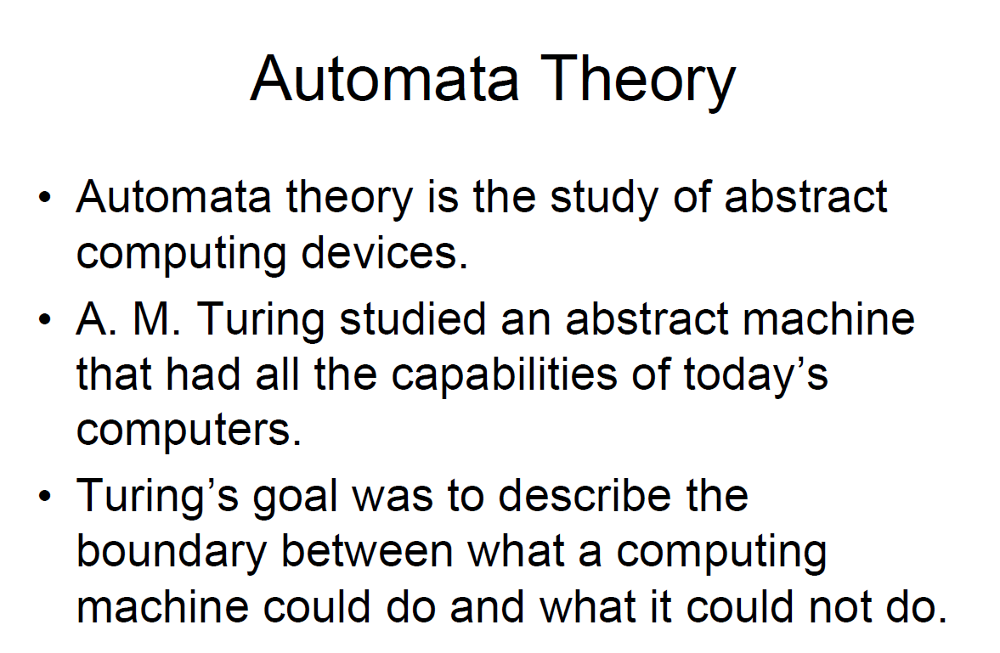 Automata Theory
• Automata theory is the study of abstract
computing devices.
• A. M. Turing studied an abstract machine
that had all the capabilities of today’s
computers.
• Turing’s goal was to describe the
boundary between what a computing
machine could do and what it could not do.